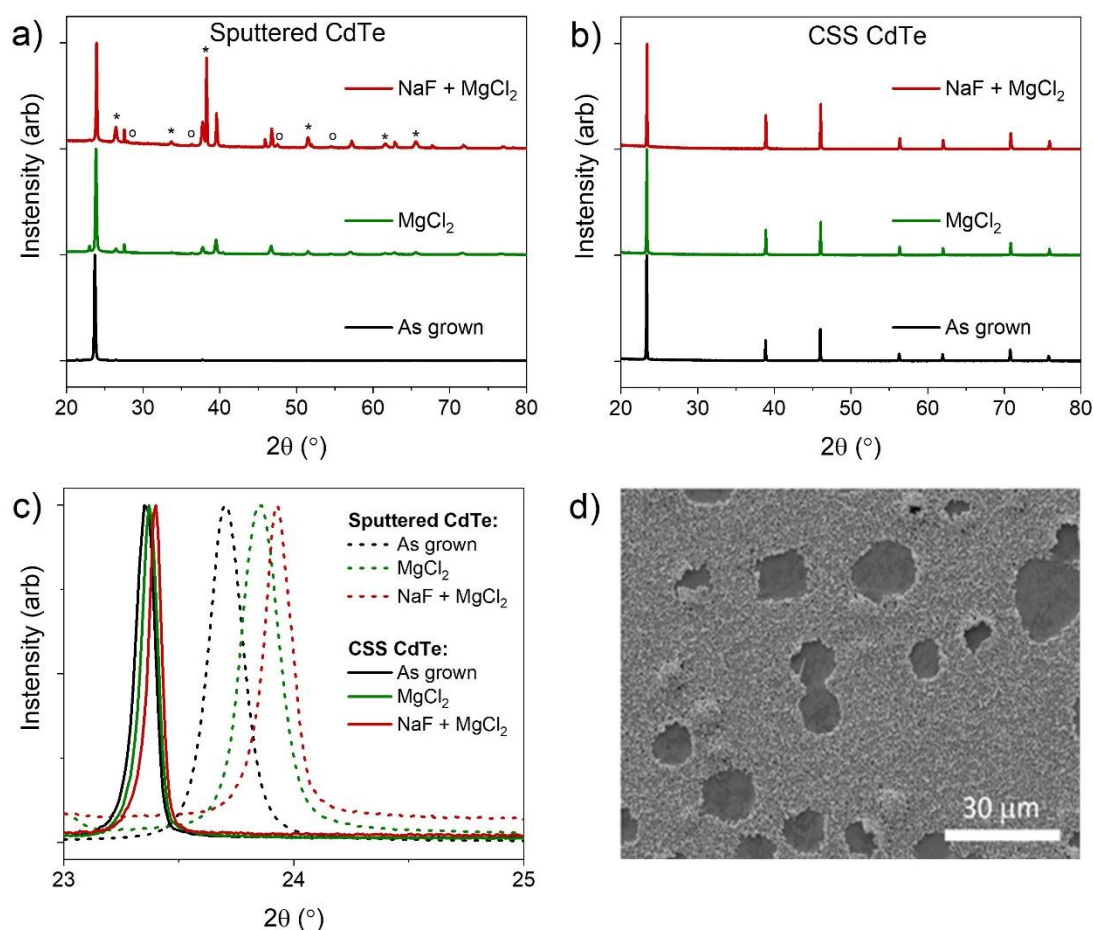 a)
Sputtered CdTe
Instensity (arb)
*
NaF + MgCl₂
*
o
*
o
o
*
o
*
*
MgCl₂
As grown
20 30 40 50 60 70 80
2θ (°)
b)
CSS CdTe
Instensity (arb)
NaF + MgCl₂
MgCl₂
As grown
20 30 40 50 60 70 80
2θ (°)
c)
Instensity (arb)
Sputtered CdTe:
As grown
MgCl₂
NaF + MgCl₂
CSS CdTe:
As grown
MgCl₂
NaF + MgCl₂
23 24 25
2θ (°)
d)
30 μm